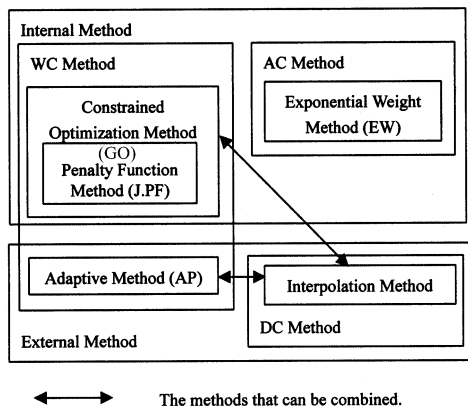 Internal Method
WC Method
Constrained
Optimization Method
(GO)
Penalty Function
Method (J.PF)
AC Method
Exponential Weight
Method (EW)
Adaptive Method (AP)
Interpolation Method
DC Method
External Method
The methods that can be combined.